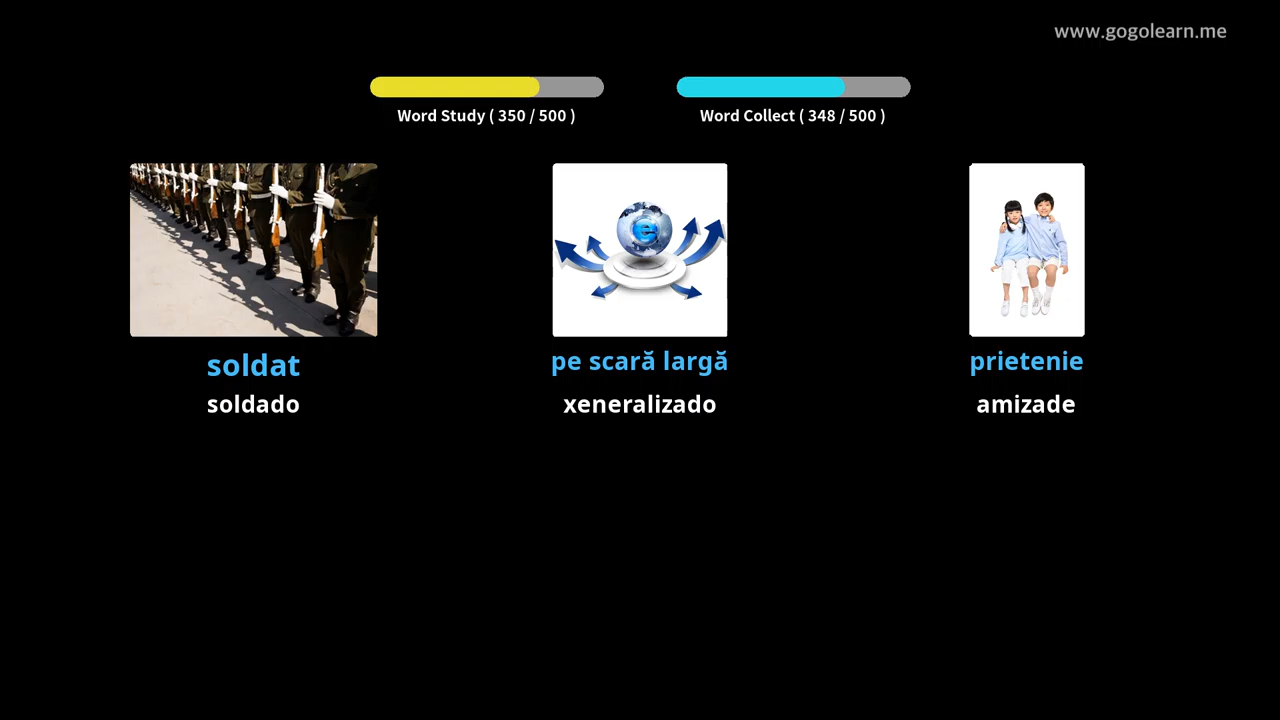 www.gogolearn.me
Word Study ( 350 / 500 )
Word Collect ( 348 / 500 )
e
soldat
pe scară largă
prietenie
soldado
xeneralizado
amizade